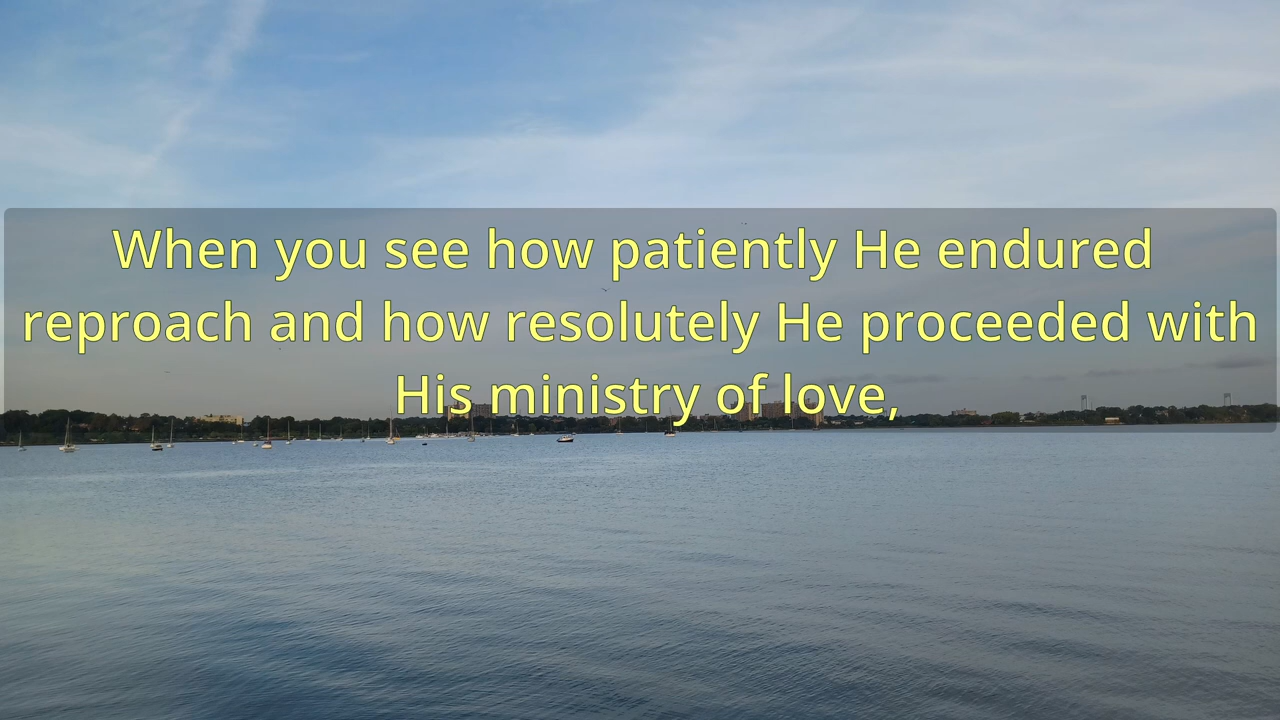 When you see how patiently He endured
reproach and how resolutely He proceeded with
His ministry of love,